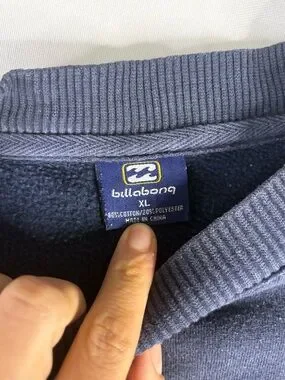 billabong
XL
80%COTTON/20%POLYESTER
MADE IN CHINA